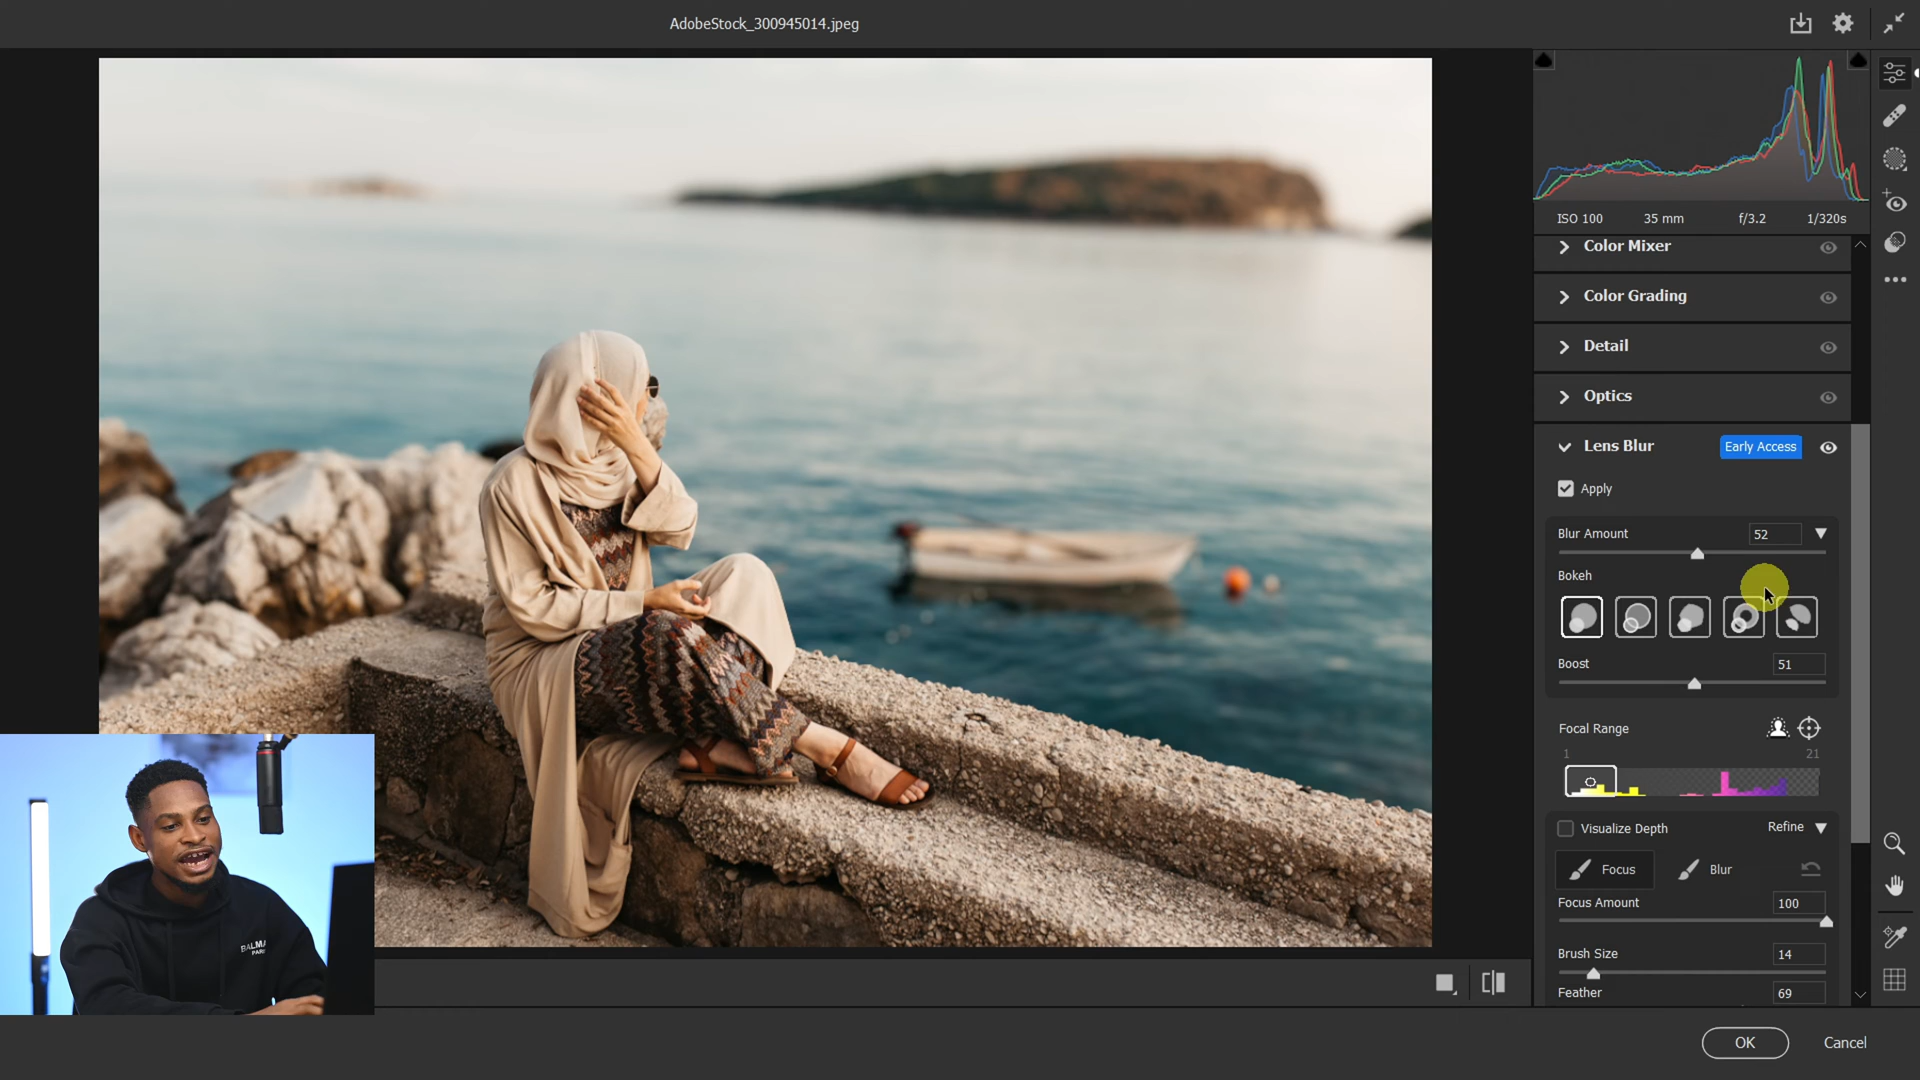 AdobeStock_300945014.jpeg
ISO 100 35 mm f/3.2 1/320s
Color Mixer
Color Grading
Detail
Optics
Lens Blur Early Access
Apply
Blur Amount 52
Bokeh
Boost 51
Focal Range
1 21
Visualize Depth Refine
Focus Blur
Focus Amount 100
Brush Size 14
Feather 69
BALMA
PARI
OK Cancel